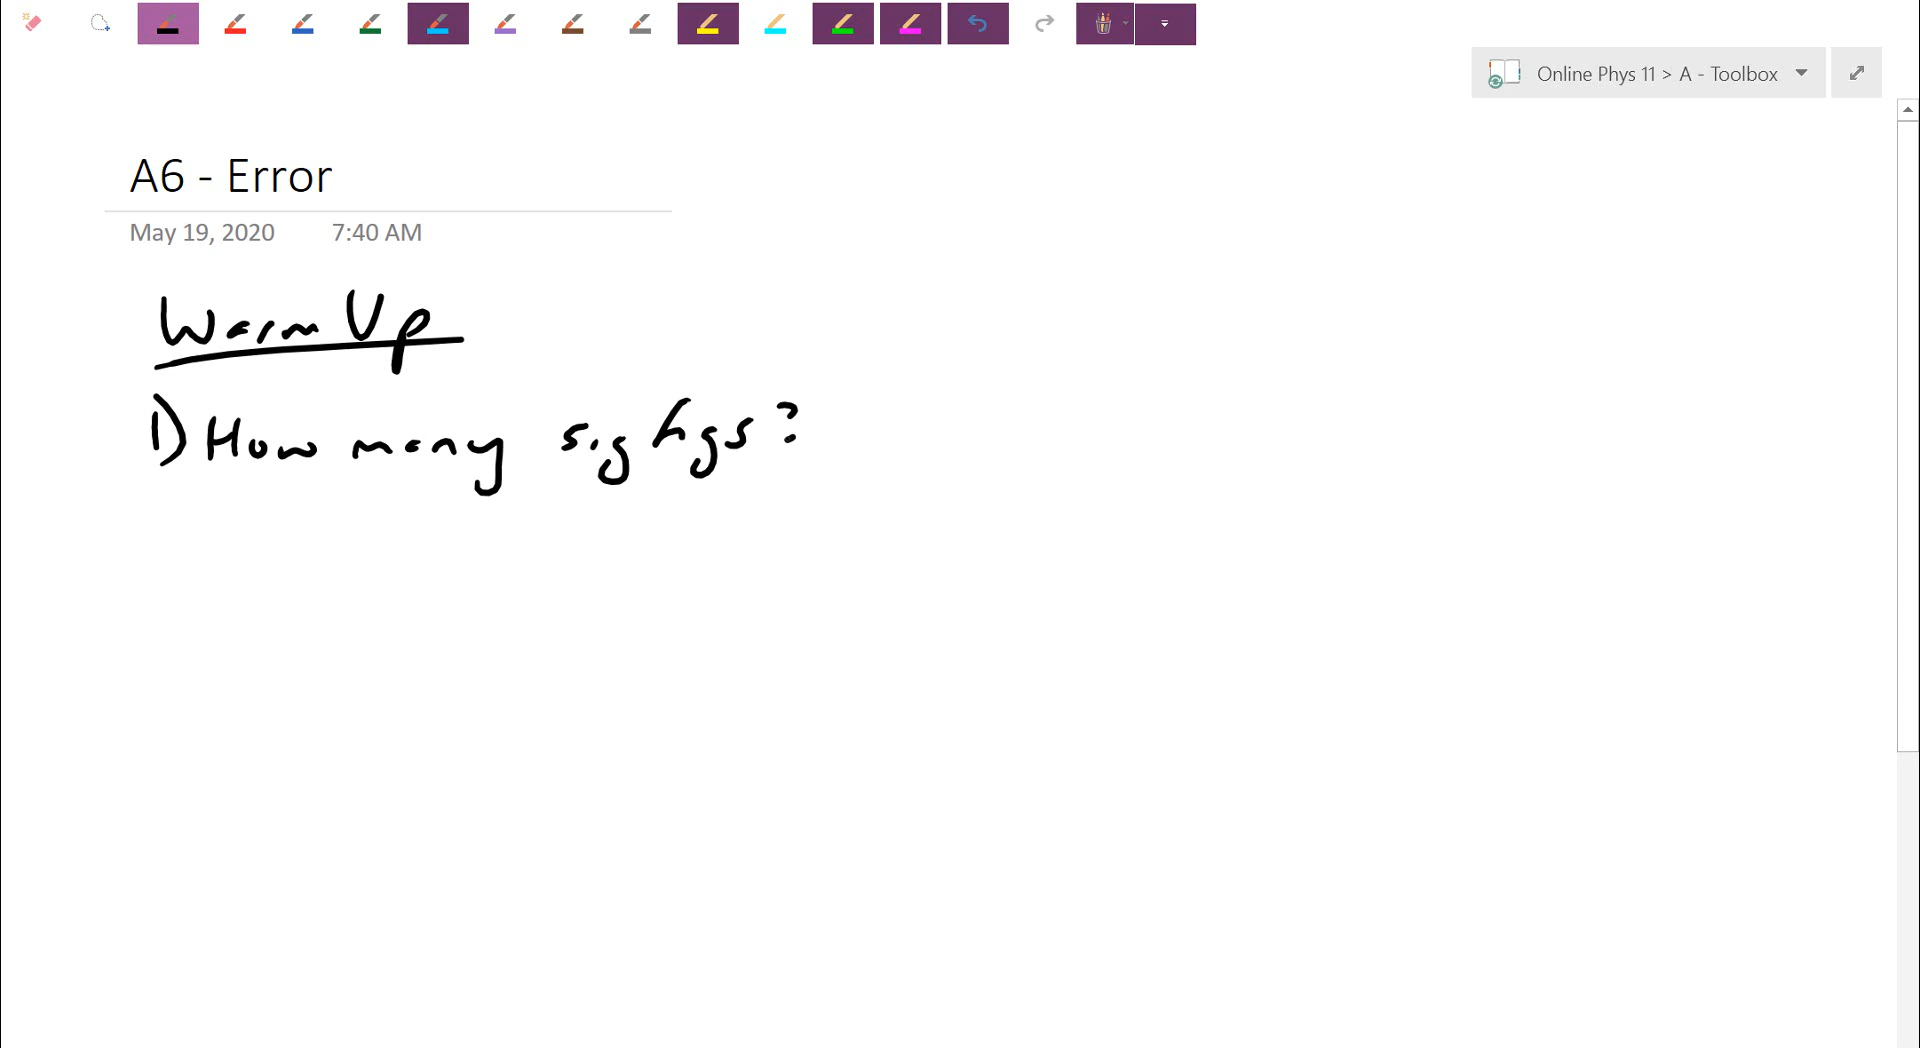 Online Phys 11 > A - Toolbox
A6 - Error
May 19, 2020 7:40 AM
Warm Up
1) How many sig figs?